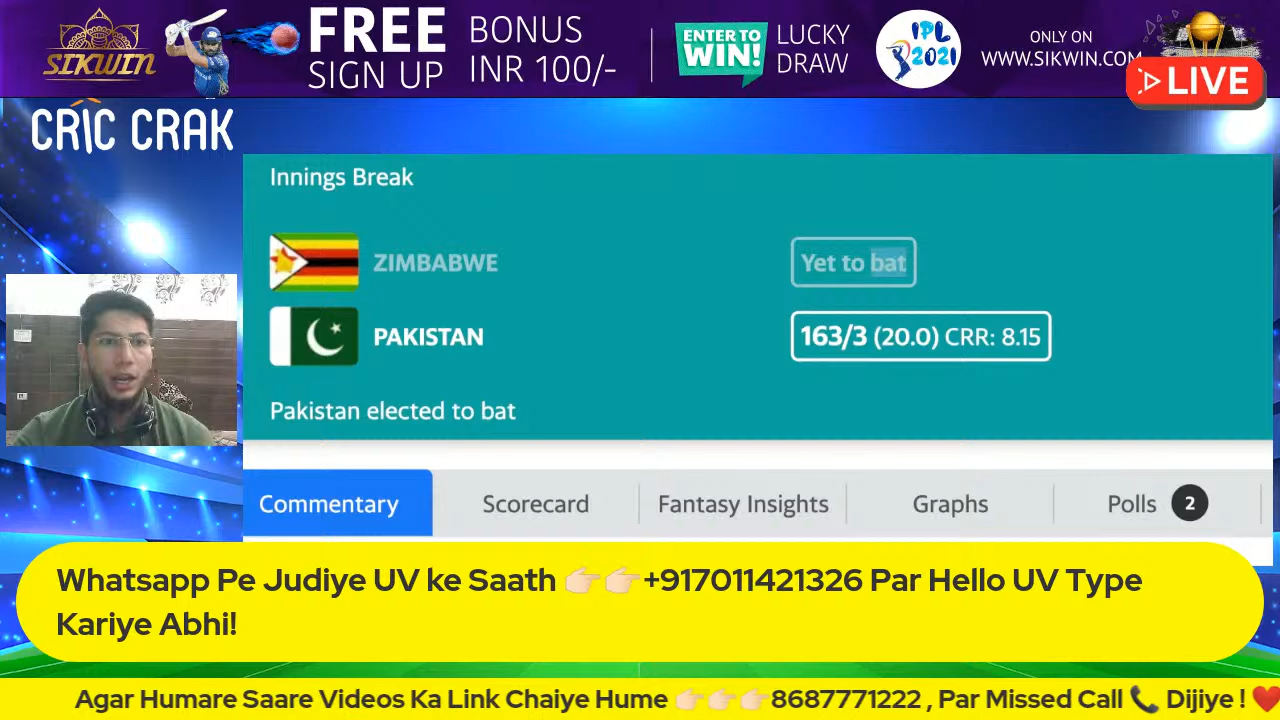 SIKWIN
FREE
SIGN UP
BONUS
INR 100/-
ENTER TO
WIN!
LUCKY
DRAW
IPL
2021
ONLY ON
WWW.SIKWIN.COM
LIVE
CRIC CRAK
Innings Break
ZIMBABWE Yet to bat
PAKISTAN 163/3 (20.0) CRR: 8.15
Pakistan elected to bat
Commentary Scorecard Fantasy Insights Graphs Polls 2
Whatsapp Pe Judiye UV ke Saath 👉🏻👉🏻+917011421326 Par Hello UV Type
Kariye Abhi!
Agar Humare Saare Videos Ka Link Chaiye Hume 👉🏻👉🏻👉🏻8687771222 , Par Missed Call 📞 Dijiye ! ❤️